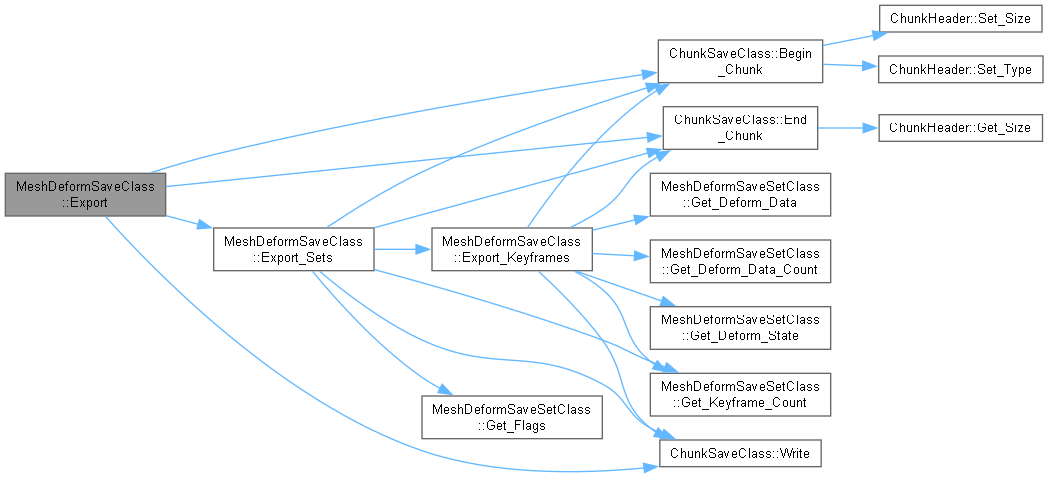 MeshDeformSaveClass
::Export
MeshDeformSaveClass
::Export_Sets
MeshDeformSaveClass
::Export_Keyframes
MeshDeformSaveSetClass
::Get_Flags
ChunkSaveClass::Begin
_Chunk
ChunkSaveClass::End
_Chunk
MeshDeformSaveSetClass
::Get_Deform_Data
MeshDeformSaveSetClass
::Get_Deform_Data_Count
MeshDeformSaveSetClass
::Get_Deform_State
MeshDeformSaveSetClass
::Get_Keyframe_Count
ChunkSaveClass::Write
ChunkHeader::Set_Size
ChunkHeader::Set_Type
ChunkHeader::Get_Size